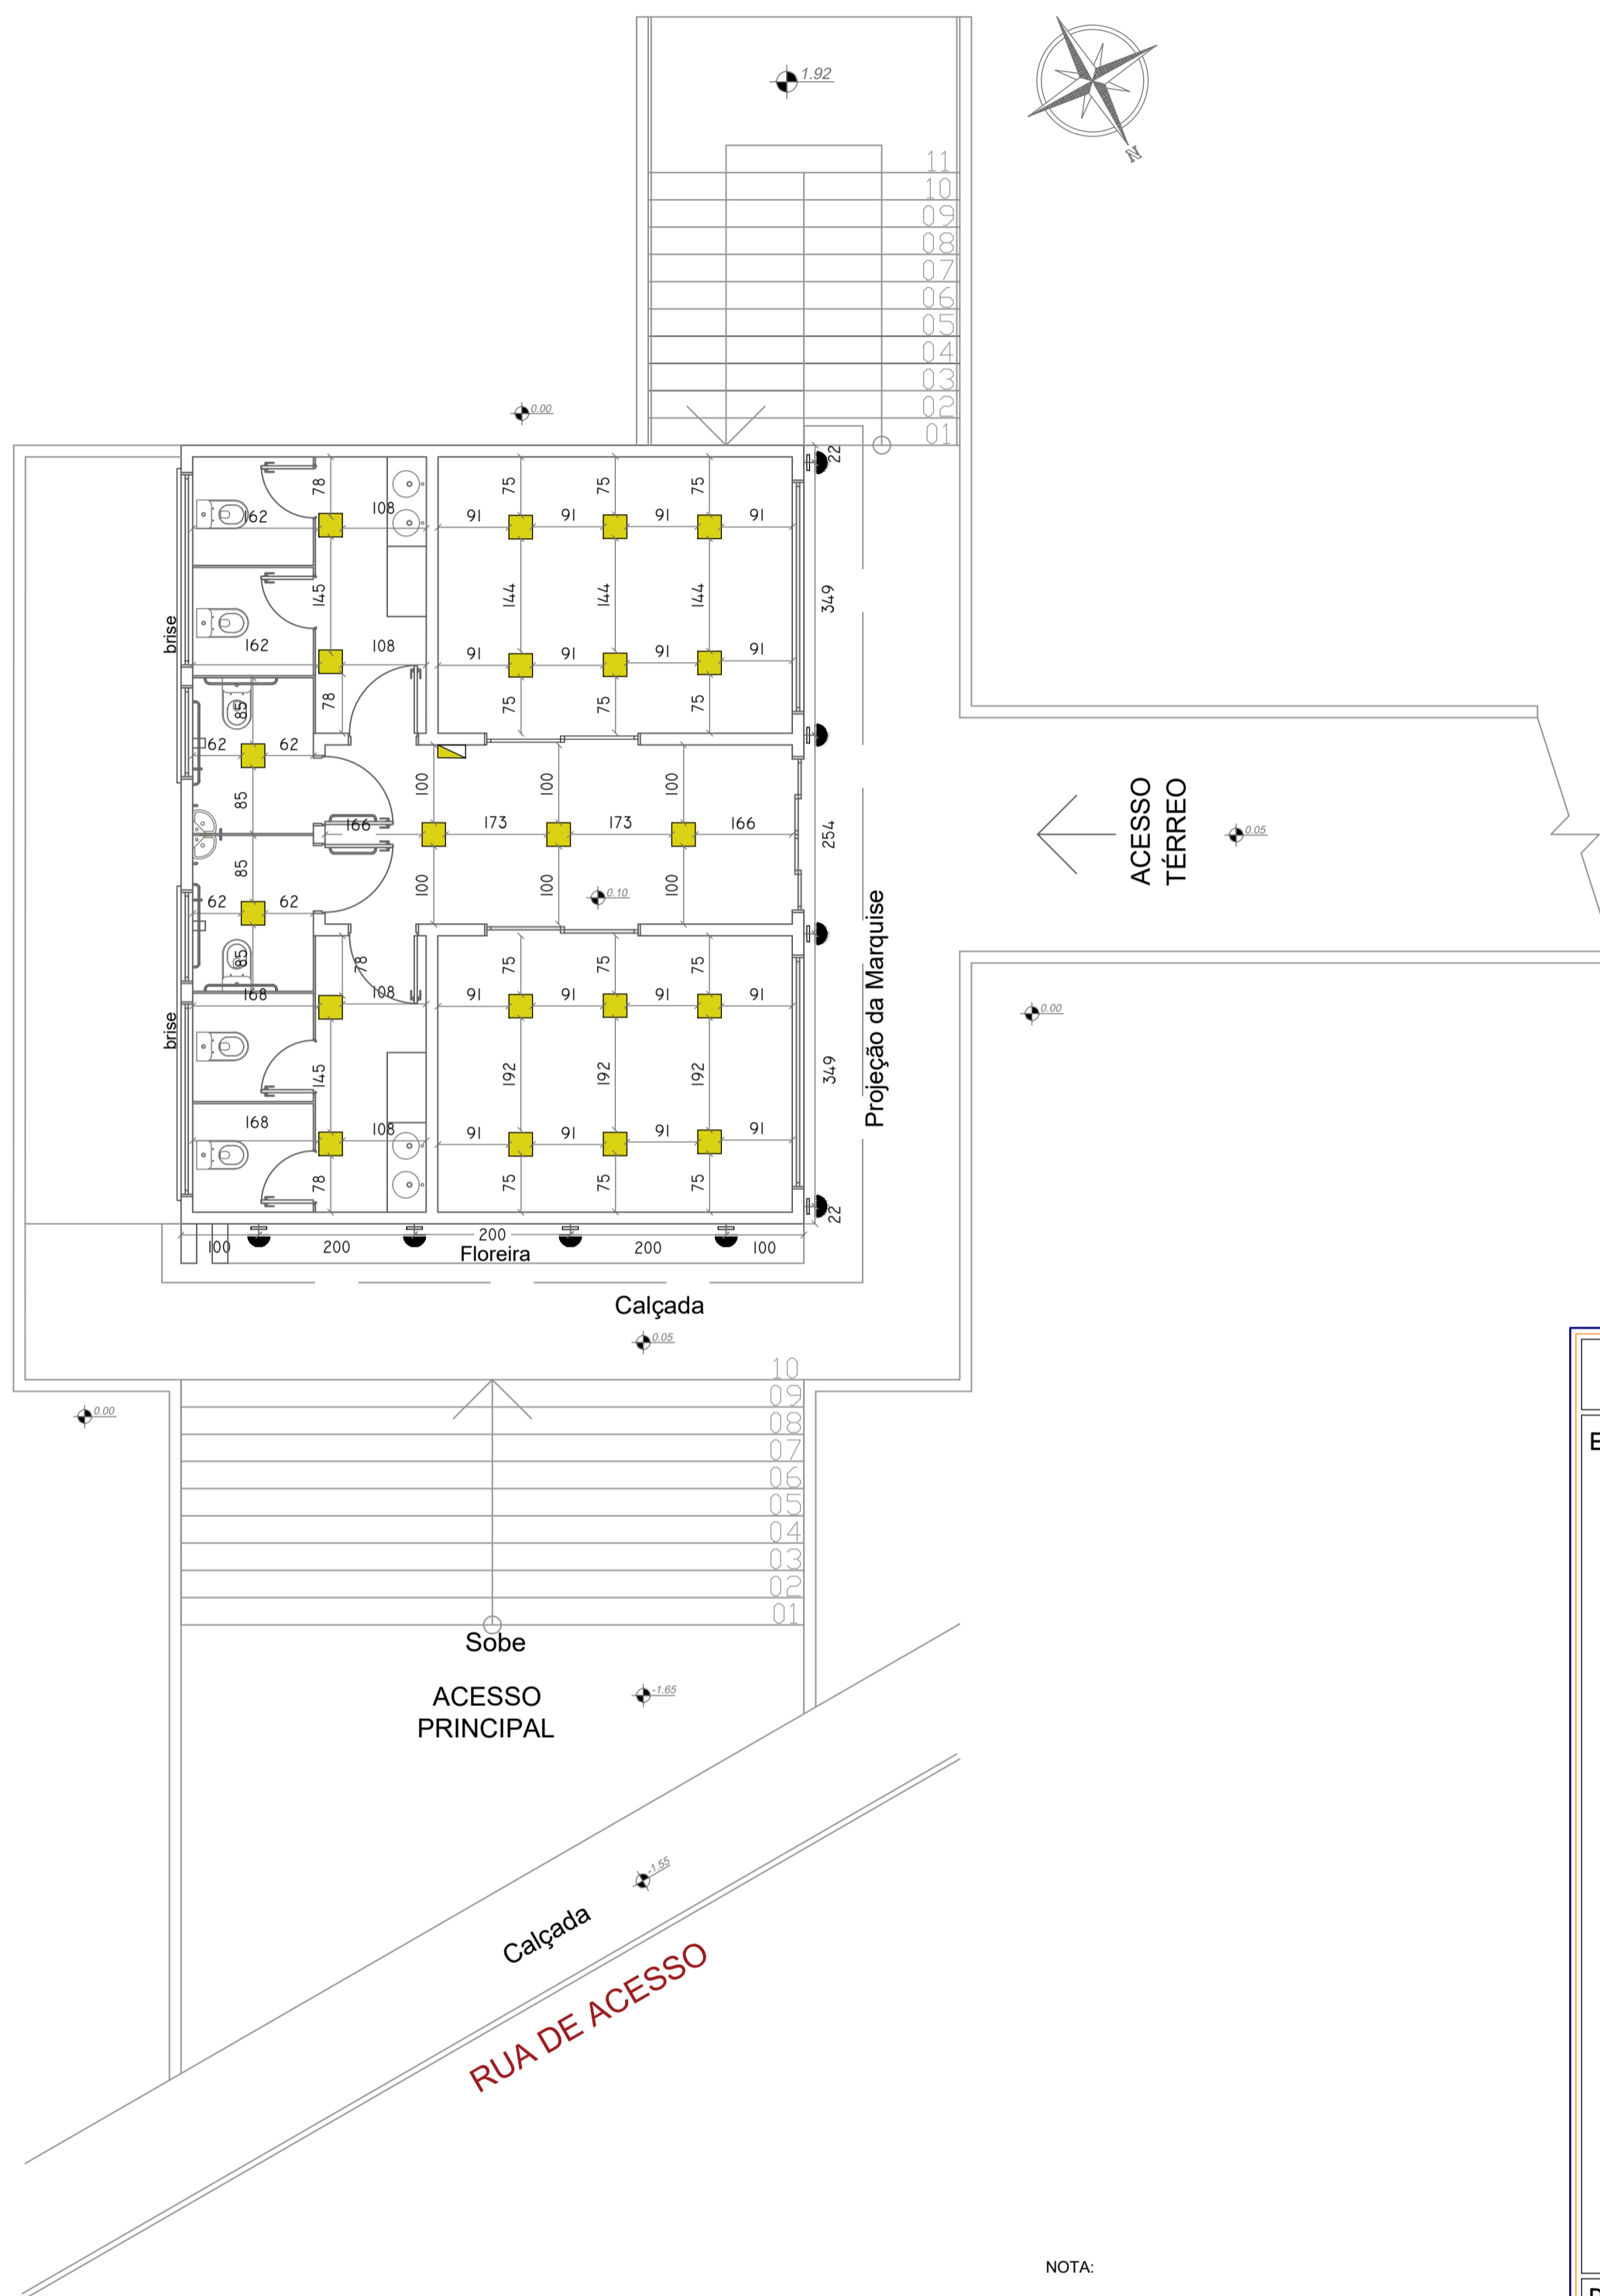 1.92
N
11
10
09
08
07
06
05
04
03
02
01
0.00
22
78 75 75 75
162 108 91 91 91 91
145 144 144 144 349
brise
162 108 91 91 91 91
78 75 75 75
85
62 62
100 100 100
85
166 173 173 166
254
ACESSO
TÉRREO
0.05
85
62 62
100 100 100
0.10
85
78 75 75 75
168 108 91 91 91 91
Projeção da Marquise
0.00
brise
145 192 192 192 349
168 108 91 91 91 91
78 75 75 75
22
100 200 200 200 100
Floreira
Calçada
0.05
10
09
08
07
06
05
04
03
02
01
0.00
E
Sobe
ACESSO
PRINCIPAL
-1.65
-1.55
Calçada
RUA DE ACESSO
NOTA: